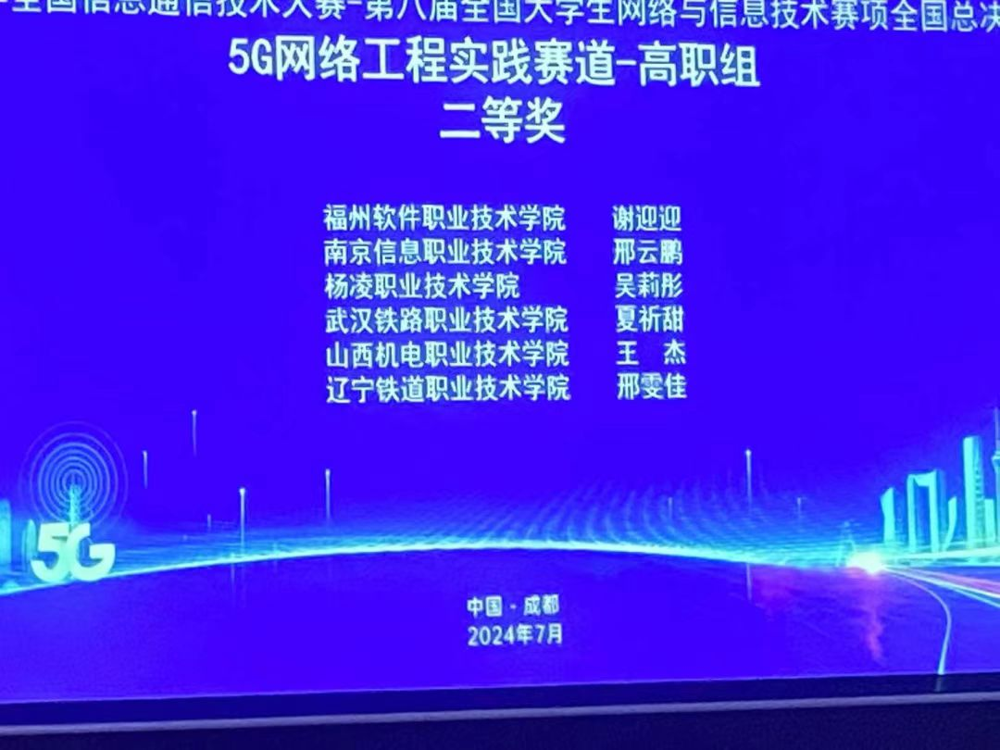 全国信息通信技术大赛-第八届全国大学生网络与信息技术赛项全国总决
5G网络工程实践赛道-高职组
二等奖
福州软件职业技术学院 谢迎迎
南京信息职业技术学院 邢云鹏
杨凌职业技术学院 吴莉彤
武汉铁路职业技术学院 夏祈甜
山西机电职业技术学院 王 杰
辽宁铁道职业技术学院 邢雯佳
5G
中国·成都
2024年7月